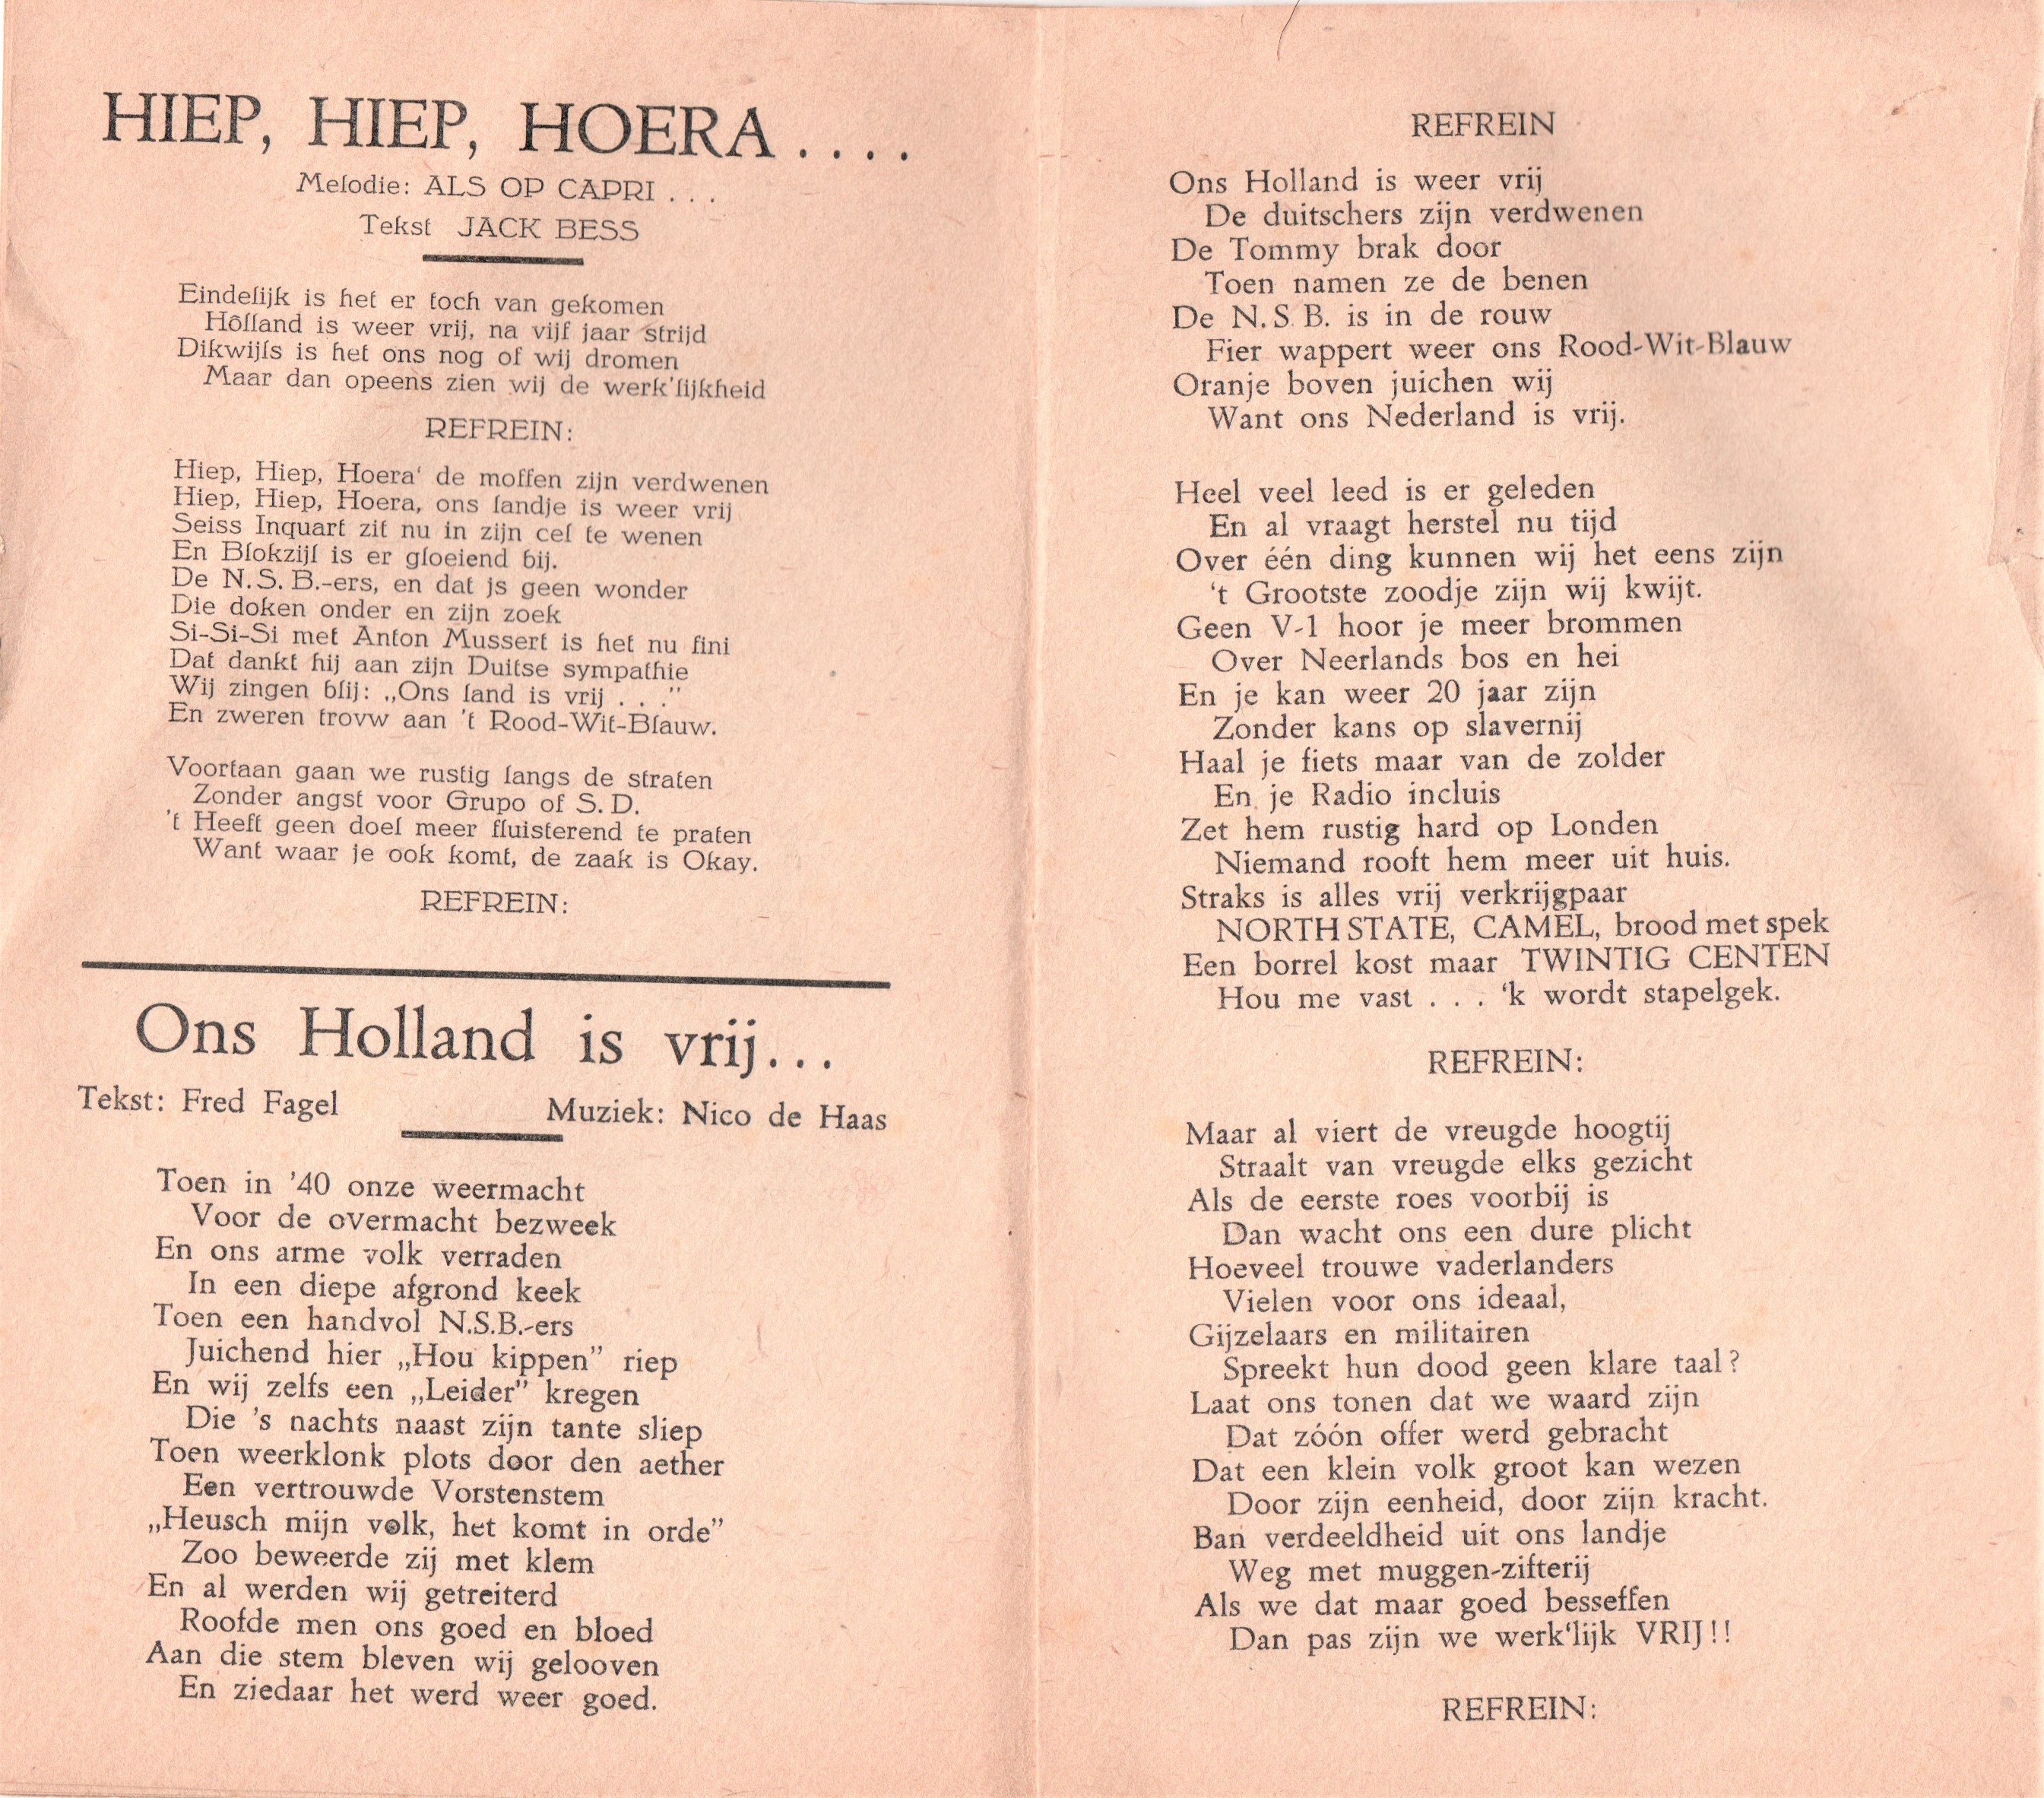 HIEP, HIEP, HOERA . . . .
Melodie: ALS OP CAPRI . . .
Tekst JACK BESS
Eindelijk is het er toch van gekomen
Hôlland is weer vrij, na vijf jaar strijd
Dikwijls is het ons nog of wij dromen
Maar dan opeens zien wij de werk'lijkheid
REFREIN:
Hiep, Hiep, Hoera' de moffen zijn verdwenen
Hiep, Hiep, Hoera, ons landje is weer vrij
Seiss Inquart zit nu in zijn cel te wenen
En Blokzijl is er gloeiend bij.
De N.S.B.-ers, en dat js geen wonder
Die doken onder en zijn zoek
Si-Si-Si met Anton Mussert is het nu fini
Dat dankt hij aan zijn Duitse sympathie
Wij zingen blij: „Ons land is vrij . . ."
En zweren trovw aan 't Rood-Wit-Blauw.
Voortaan gaan we rustig langs de straten
Zonder angst voor Grupo of S.D.
't Heeft geen doel meer fluisterend te praten
Want waar je ook komt, de zaak is Okay.
REFREIN:
Ons Holland is vrij...
Tekst: Fred Fagel Muziek: Nico de Haas
Toen in '40 onze weermacht
Voor de overmacht bezweek
En ons arme volk verraden
In een diepe afgrond keek
Toen een handvol N.S.B.-ers
Juichend hier „Hou kippen” riep
En wij zelfs een „Leider” kregen
Die 's nachts naast zijn tante sliep
Toen weerklonk plots door den aether
Een vertrouwde Vorstenstem
„Heusch mijn volk, het komt in orde”
Zoo beweerde zij met klem
En al werden wij getreiterd
Roofde men ons goed en bloed
Aan die stem bleven wij gelooven
En ziedaar het werd weer goed.
REFREIN
Ons Holland is weer vrij
De duitschers zijn verdwenen
De Tommy brak door
Toen namen ze de benen
De N.S.B. is in de rouw
Fier wappert weer ons Rood-Wit-Blauw
Oranje boven juichen wij
Want ons Nederland is vrij.
Heel veel leed is er geleden
En al vraagt herstel nu tijd
Over één ding kunnen wij het eens zijn
't Grootste zoodje zijn wij kwijt.
Geen V-1 hoor je meer brommen
Over Neerlands bos en hei
En je kan weer 20 jaar zijn
Zonder kans op slavernij
Haal je fiets maar van de zolder
En je Radio incluis
Zet hem rustig hard op Londen
Niemand rooft hem meer uit huis.
Straks is alles vrij verkrijgpaar
NORTH STATE, CAMEL, brood met spek
Een borrel kost maar TWINTIG CENTEN
Hou me vast . . . 'k wordt stapelgek.
REFREIN:
Maar al viert de vreugde hoogtij
Straalt van vreugde elks gezicht
Als de eerste roes voorbij is
Dan wacht ons een dure plicht
Hoeveel trouwe vaderlanders
Vielen voor ons ideaal,
Gijzelaars en militairen
Spreekt hun dood geen klare taal?
Laat ons tonen dat we waard zijn
Dat zóón offer werd gebracht
Dat een klein volk groot kan wezen
Door zijn eenheid, door zijn kracht.
Ban verdeeldheid uit ons landje
Weg met muggen-zifterij
Als we dat maar goed besseffen
Dan pas zijn we werk'lijk VRIJ!!
REFREIN: